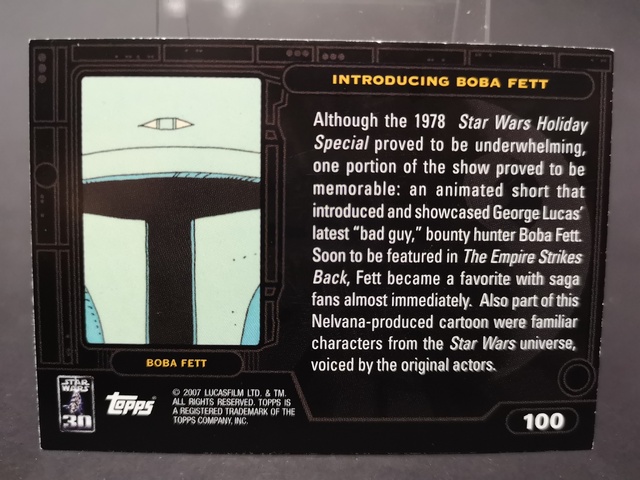 INTRODUCING BOBA FETT
Although the 1978 Star Wars Holiday
Special proved to be underwhelming,
one portion of the show proved to be
memorable: an animated short that
introduced and showcased George Lucas'
latest "bad guy," bounty hunter Boba Fett.
Soon to be featured in The Empire Strikes
Back, Fett became a favorite with saga
fans almost immediately. Also part of this
Nelvana-produced cartoon were familiar
characters from the Star Wars universe,
voiced by the original actors.
BOBA FETT
STAR
WARS
30
Topps®
© 2007 LUCASFILM LTD. & TM.
ALL RIGHTS RESERVED. TOPPS IS
A REGISTERED TRADEMARK OF THE
TOPPS COMPANY, INC.
100